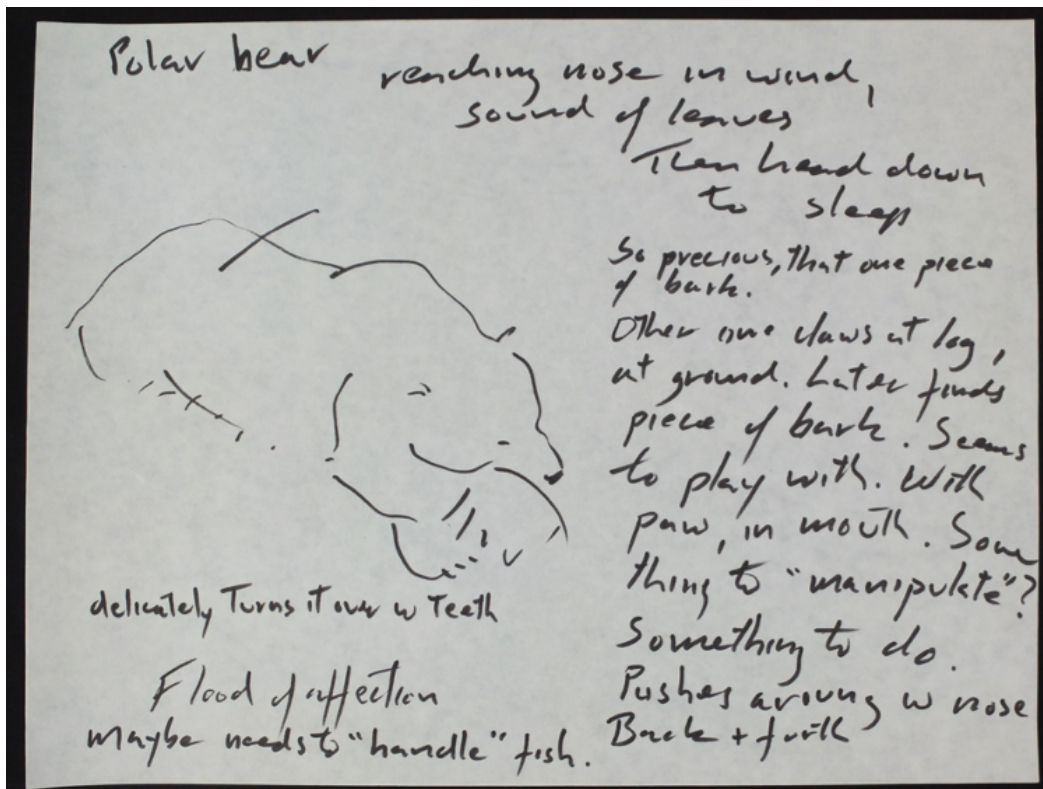 Polar bear
reaching nose in wind,
sound of leaves
Then head down
to sleep
So precious, that one piece
of bark.
Other one claws at log,
at ground. Later finds
piece of bark. Seems
to play with. With
paw, in mouth. Some
thing to "manipulate"?
Something to do.
Pushes aroung w nose
Back + forth
delicately Turns it over w Teeth
Flood of affection
maybe needs to "handle" fish.